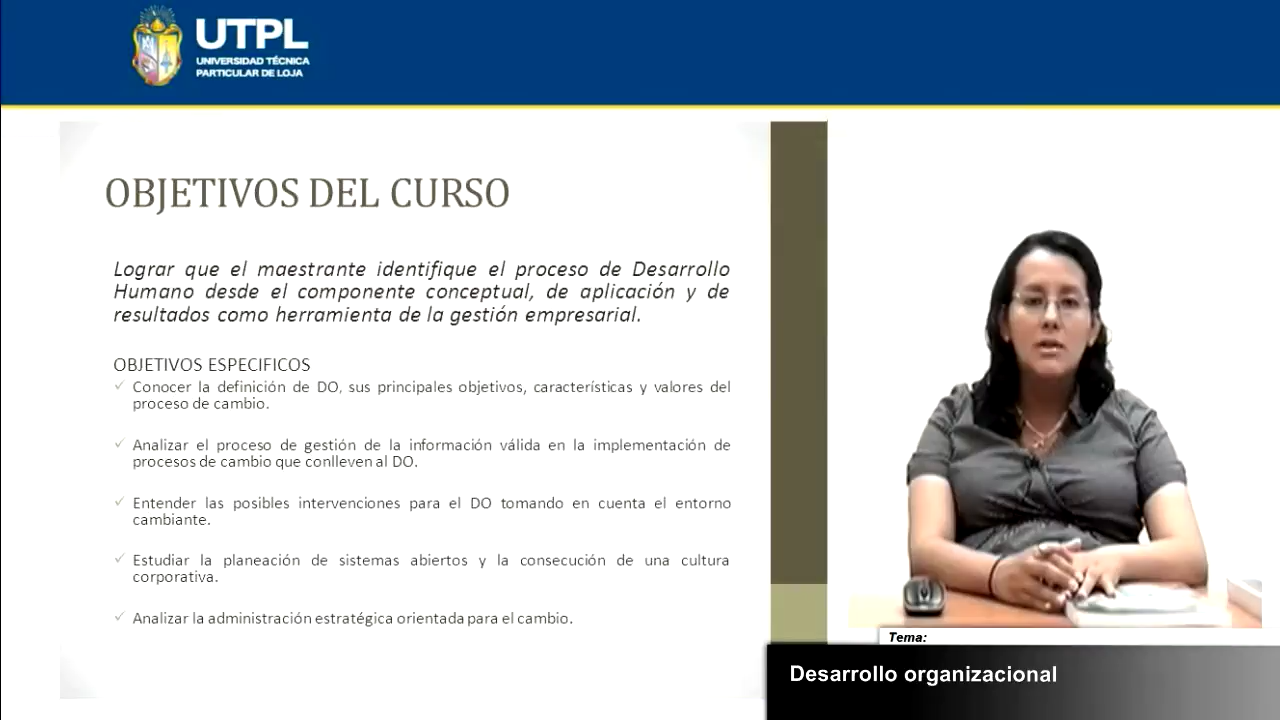 UTPL
UNIVERSIDAD TÉCNICA
PARTICULAR DE LOJA
OBJETIVOS DEL CURSO
Lograr que el maestrante identifique el proceso de Desarrollo
Humano desde el componente conceptual, de aplicación y de
resultados como herramienta de la gestión empresarial.
OBJETIVOS ESPECIFICOS
✓ Conocer la definición de DO, sus principales objetivos, características y valores del
proceso de cambio.
✓ Analizar el proceso de gestión de la información válida en la implementación de
procesos de cambio que conlleven al DO.
✓ Entender las posibles intervenciones para el DO tomando en cuenta el entorno
cambiante.
✓ Estudiar la planeación de sistemas abiertos y la consecución de una cultura
corporativa.
✓ Analizar la administración estratégica orientada para el cambio.
Tema:
Desarrollo organizacional